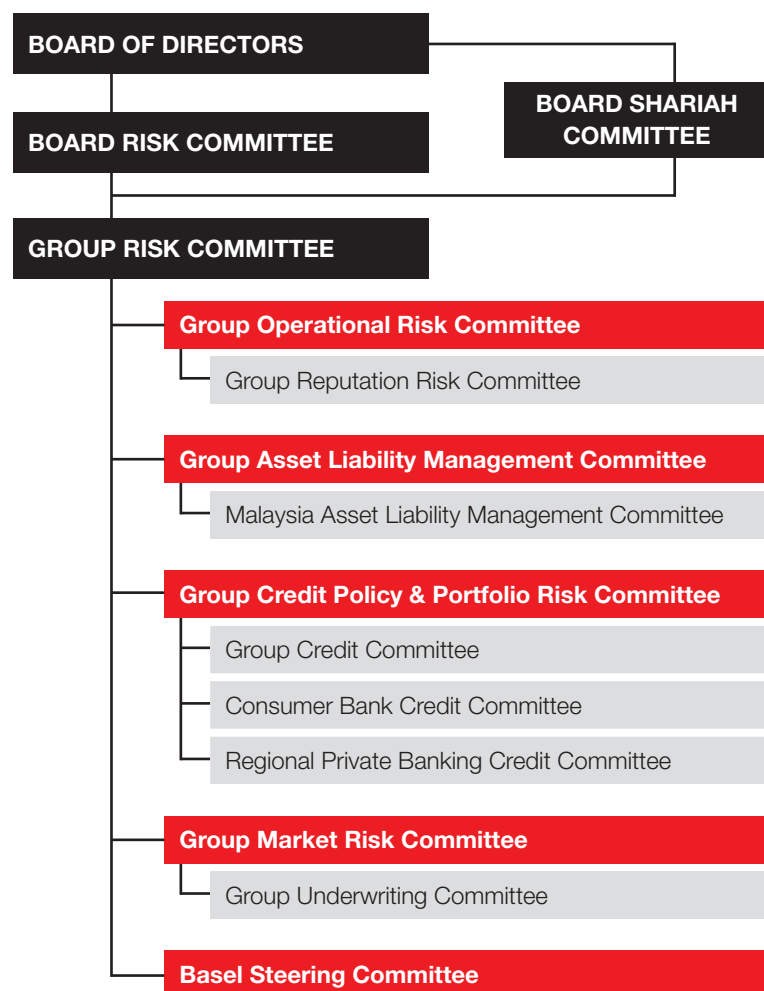 BOARD OF DIRECTORS
BOARD SHARIAH
COMMITTEE
BOARD RISK COMMITTEE
GROUP RISK COMMITTEE
Group Operational Risk Committee
Group Reputation Risk Committee
Group Asset Liability Management Committee
Malaysia Asset Liability Management Committee
Group Credit Policy & Portfolio Risk Committee
Group Credit Committee
Consumer Bank Credit Committee
Regional Private Banking Credit Committee
Group Market Risk Committee
Group Underwriting Committee
Basel Steering Committee